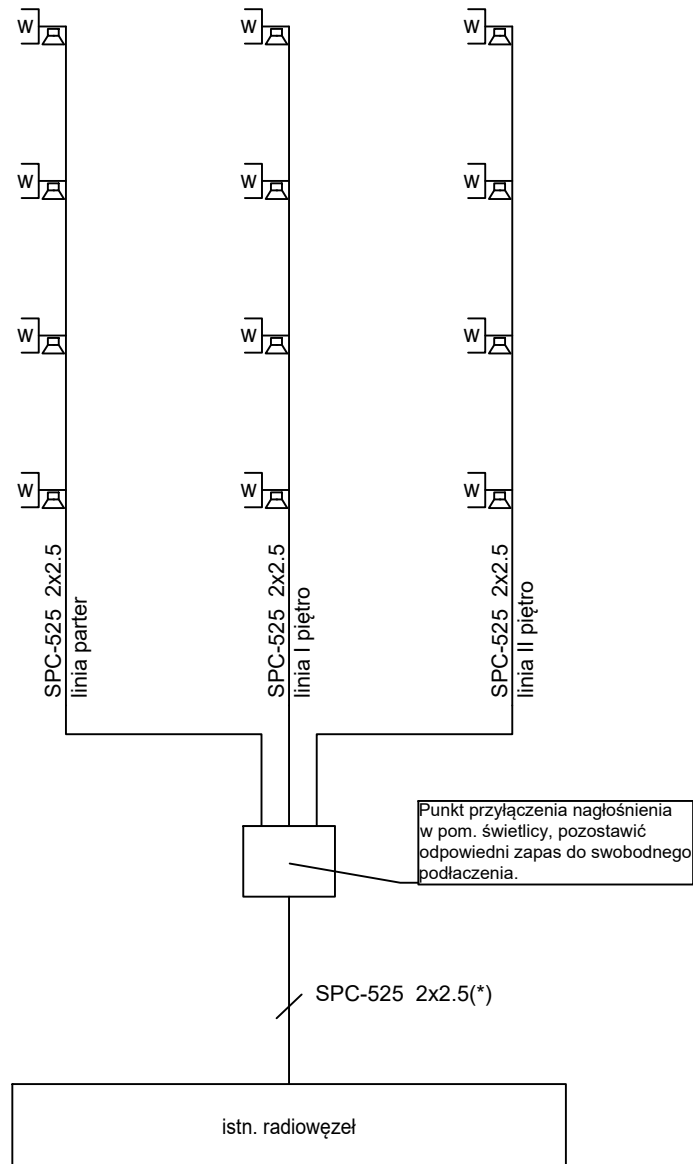 W W W
W W W
W W W
W W W
SPC-525 2x2.5
linia parter
SPC-525 2x2.5
linia I piętro
SPC-525 2x2.5
linia II piętro
Punkt przyłączenia nagłośnienia
w pom. świetlicy, pozostawić
odpowiedni zapas do swobodnego
podłaczenia.
SPC-525 2x2.5(*)
istn. radiowęzeł